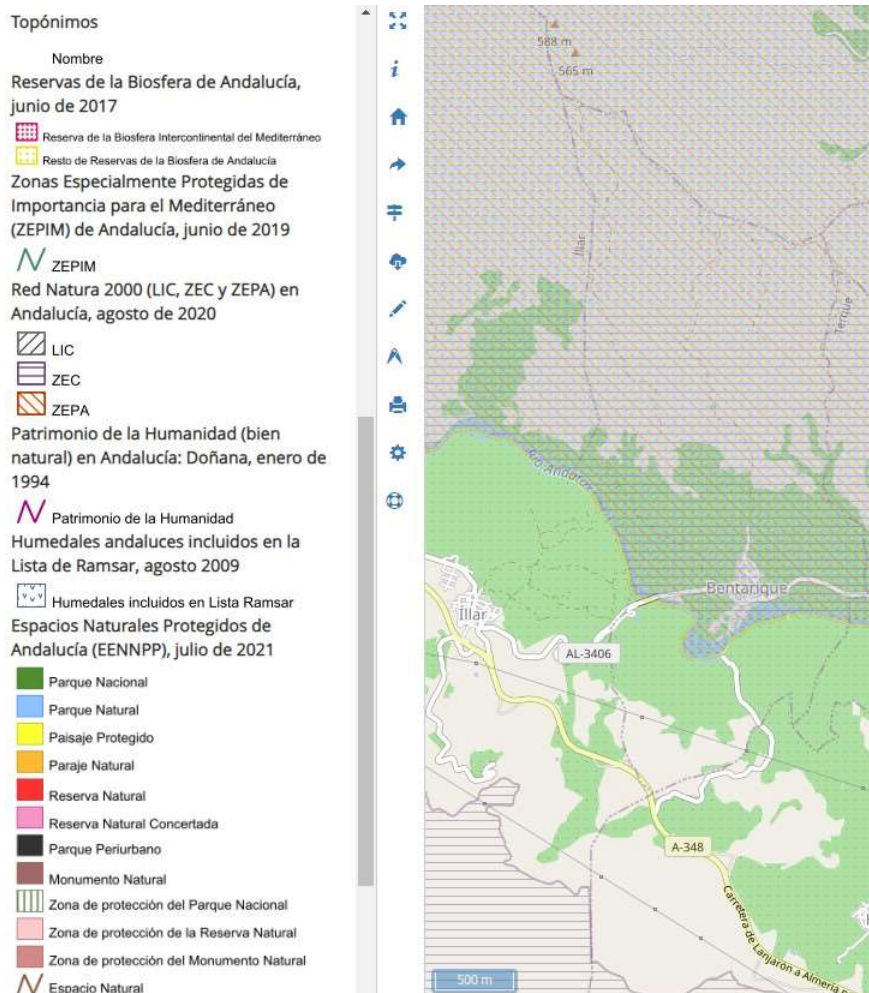 Topónimos
Nombre
Reservas de la Biosfera de Andalucía,
junio de 2017
Reserva de la Biosfera Intercontinental del Mediterráneo
Resto de Reservas de la Biosfera de Andalucía
Zonas Especialmente Protegidas de
Importancia para el Mediterráneo
(ZEPIM) de Andalucía, junio de 2019
ZEPIM
Red Natura 2000 (LIC, ZEC y ZEPA) en
Andalucía, agosto de 2020
LIC
ZEC
ZEPA
Patrimonio de la Humanidad (bien
natural) en Andalucía: Doñana, enero de
1994
Patrimonio de la Humanidad
Humedales andaluces incluidos en la
Lista de Ramsar, agosto 2009
Humedales incluidos en Lista Ramsar
Espacios Naturales Protegidos de
Andalucía (EENNPP), julio de 2021
Parque Nacional
Parque Natural
Paisaje Protegido
Paraje Natural
Reserva Natural
Reserva Natural Concertada
Parque Periurbano
Monumento Natural
Zona de protección del Parque Nacional
Zona de protección de la Reserva Natural
Zona de protección del Monumento Natural
Espacio Natural
588 m
565 m
Íllar
Terque
Río Andarax
Bentarique
Íllar
AL-3406
A-348
Carretera de Lanjarón a Almería
500 m